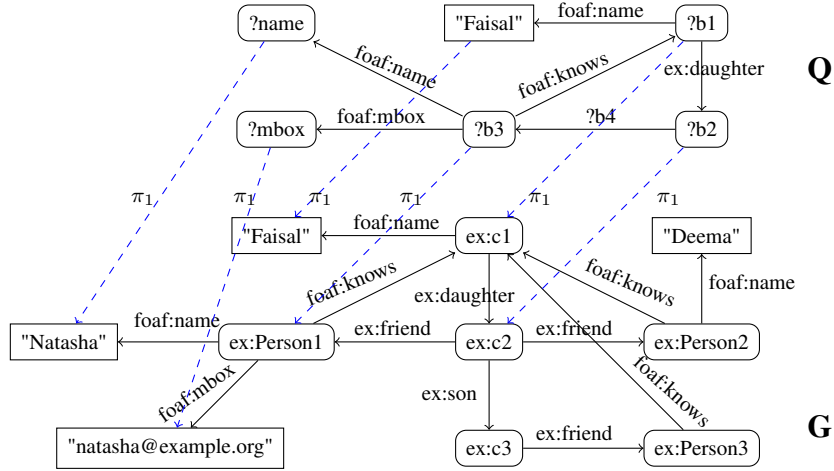 ?name "Faisal" foaf:name ?b1
foaf:name foaf:knows ex:daughter Q
?mbox foaf:mbox ?b3 ?b4 ?b2
π1 π1 π1 π1 π1 π1
"Faisal" foaf:name ex:c1 "Deema"
foaf:knows ex:daughter foaf:knows foaf:name
"Natasha" foaf:name ex:Person1 ex:friend ex:c2 ex:friend ex:Person2
foaf:mbox ex:son foaf:knows
"natasha@example.org" ex:c3 ex:friend ex:Person3 G